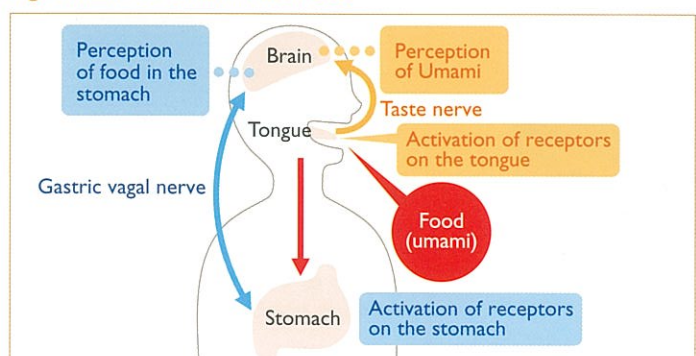 Perception
of food in the
stomach
Brain
Perception
of Umami
Taste nerve
Tongue
Activation of receptors
on the tongue
Gastric vagal nerve
Food
(umami)
Stomach
Activation of receptors
on the stomach